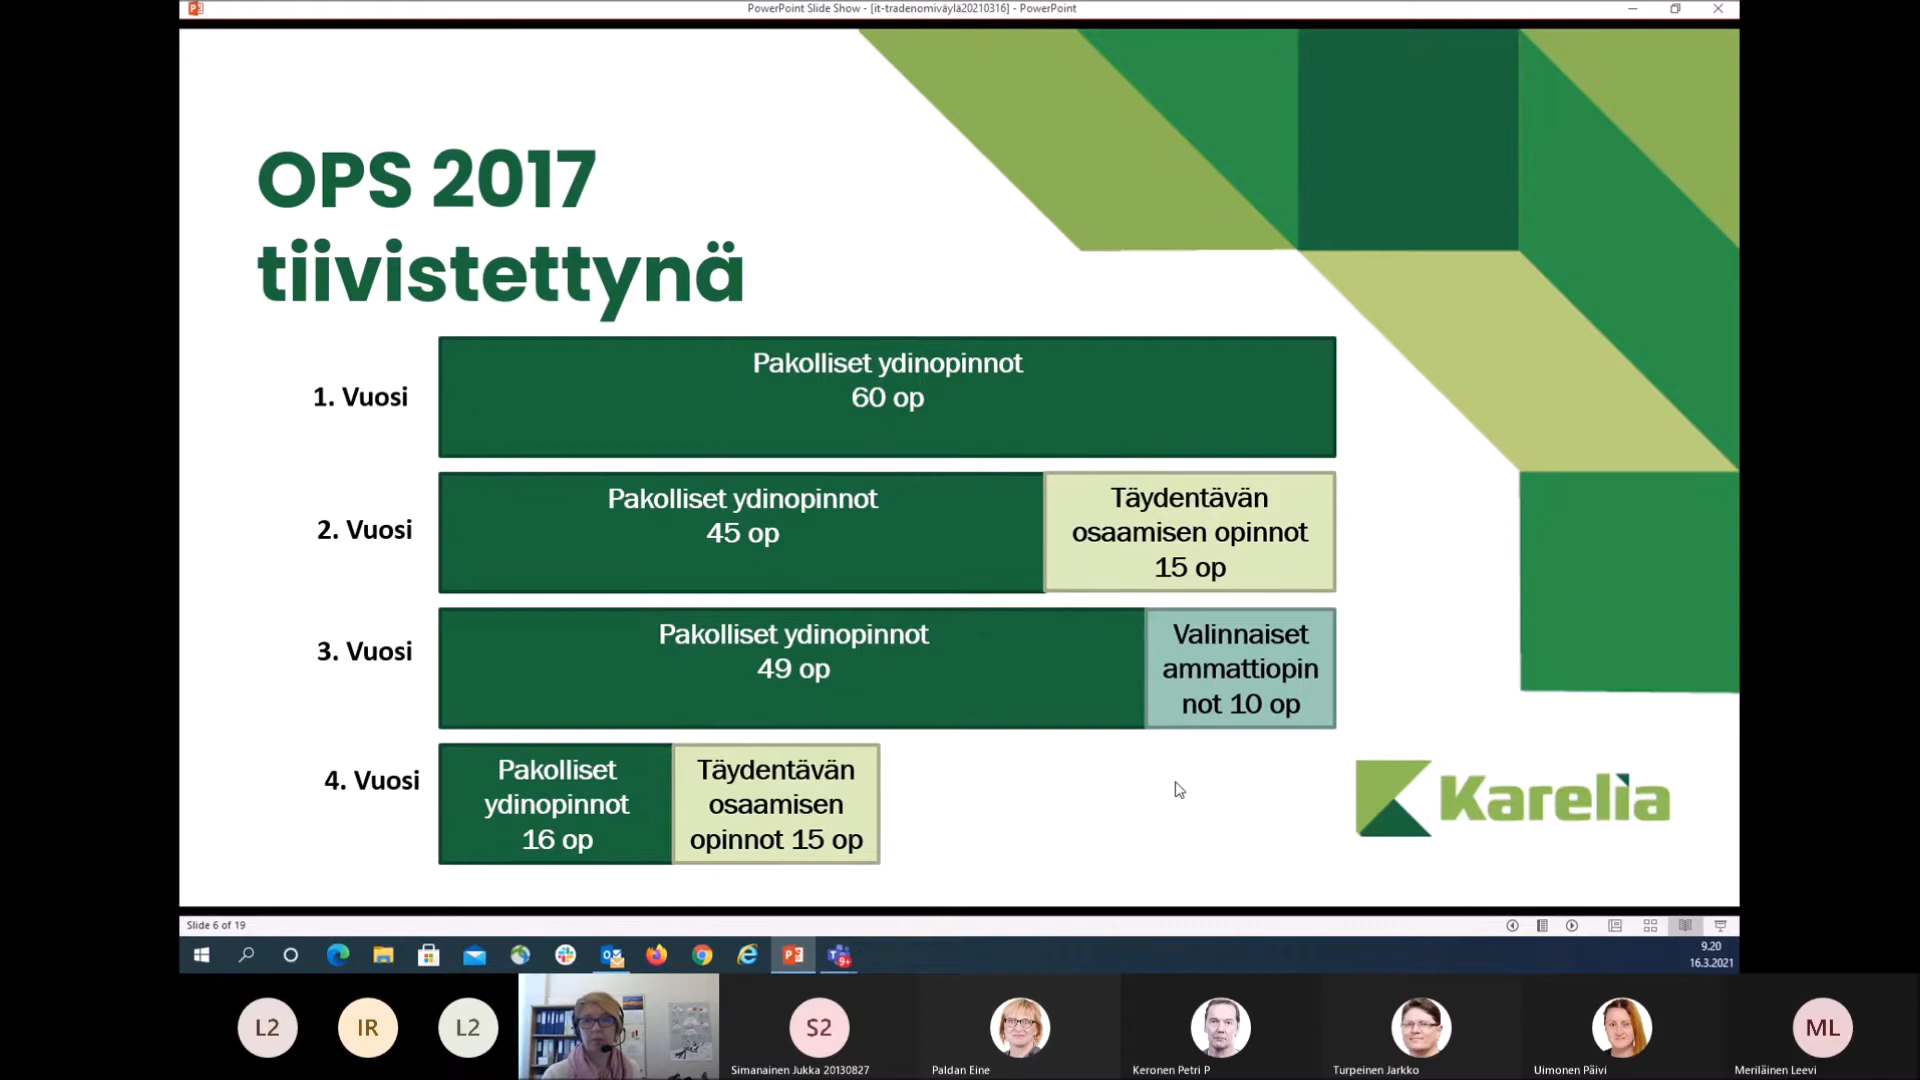 PowerPoint Slide Show - [it-tradenomiväylä20210316] - PowerPoint
OPS 2017
tiivistettynä
1. Vuosi
Pakolliset ydinopinnot
60 op
2. Vuosi
Pakolliset ydinopinnot
45 op
Täydentävän
osaamisen opinnot
15 op
3. Vuosi
Pakolliset ydinopinnot
49 op
Valinnaiset
ammattiopin
not 10 op
4. Vuosi
Pakolliset
ydinopinnot
16 op
Täydentävän
osaamisen
opinnot 15 op
Karelia
Slide 6 of 19
9.20
16.3.2021
L2
IR
L2
S2
ML
Simanainen Jukka 20130827
Paldan Eine
Keronen Petri P
Turpeinen Jarkko
Uimonen Päivi
Meriläinen Leevi